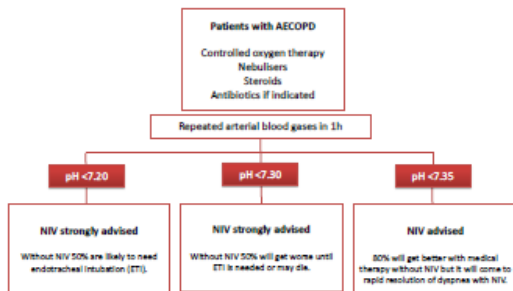 Patients with AECOPD
Controlled oxygen therapy
Nebulisers
Steroids
Antibiotics if indicated
Repeated arterial blood gases in 1h
pH <7.20
pH <7.30
pH <7.35
NIV strongly advised
Without NIV 50% are likely to need
endotracheal intubation (ETI).
NIV strongly advised
Without NIV 50% will get worse until
ETI is needed or may die.
NIV advised
80% will get better with medical
therapy without NIV but it will come to
rapid resolution of dyspnea with NIV.